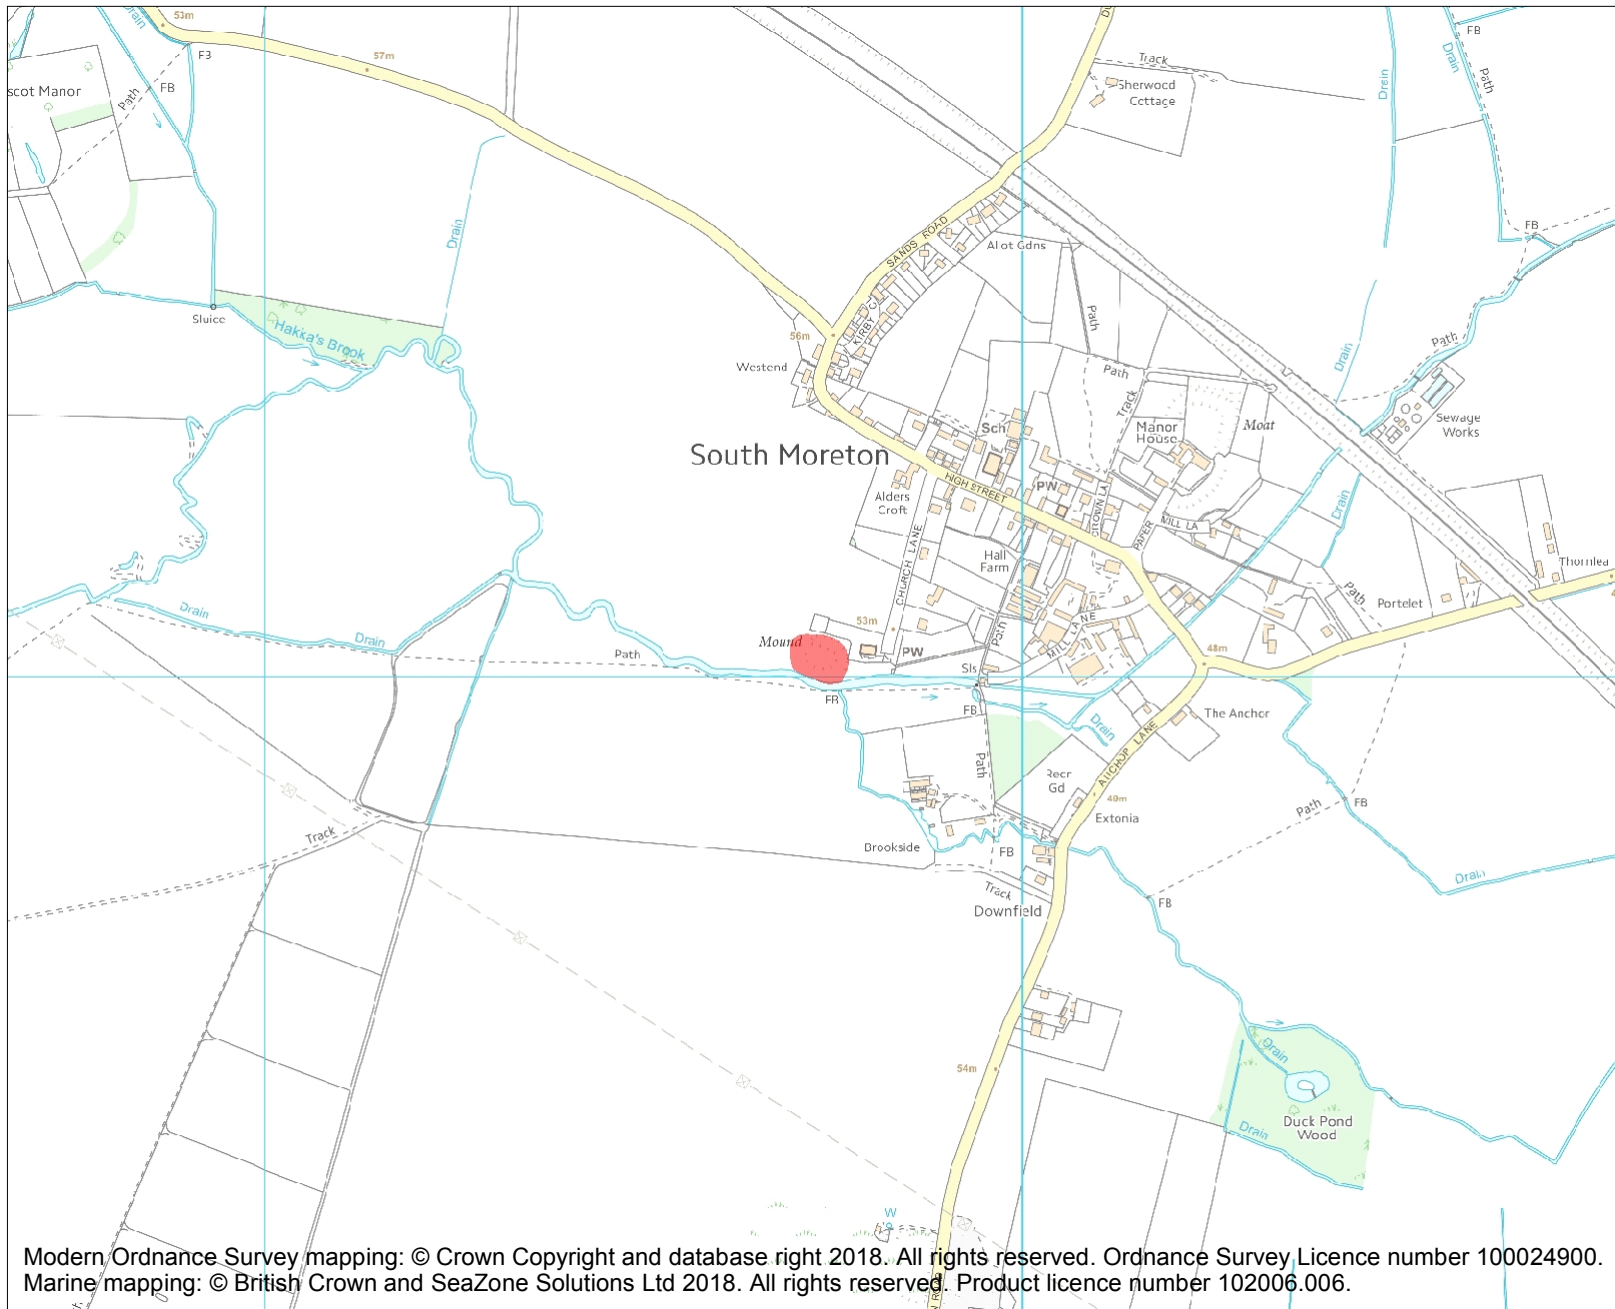 53m
Drain
F3
57m
FB
Path
scot Manor
Track
Sherwood
Cottage
Drain
Drain
FB
Path
FB
Drain
SANDS ROAD
Allot Gdns
Sluice
Hakka's Brook
56m
KIRBY CL
Westend
Path
Path
Track
Drain
Path
Sewage
Works
South Moreton
Sch
Manor
House
Moat
HIGH STREET
PW
Alders
Croft
CROWN LA
PAPER MILL LA
Drain
CHURCH LANE
Hall
Farm
Thornlea
Path
Portelet
Drain
Drain
53m
Mound
PW
Path
MILL LANE
Path
Sls
48m
FB
FB
Drain
The Anchor
ANCHOR LANE
Path
Recr
Gd
49m
Extonia
Path
FB
Track
Brookside
FB
Drain
Track
Downfield
FB
54m
Drain
Duck Pond
Wood
Drain
W
Modern Ordnance Survey mapping: © Crown Copyright and database right 2018. All rights reserved. Ordnance Survey Licence number 100024900.
Marine mapping: © British Crown and SeaZone Solutions Ltd 2018. All rights reserved. Product licence number 102006.006.